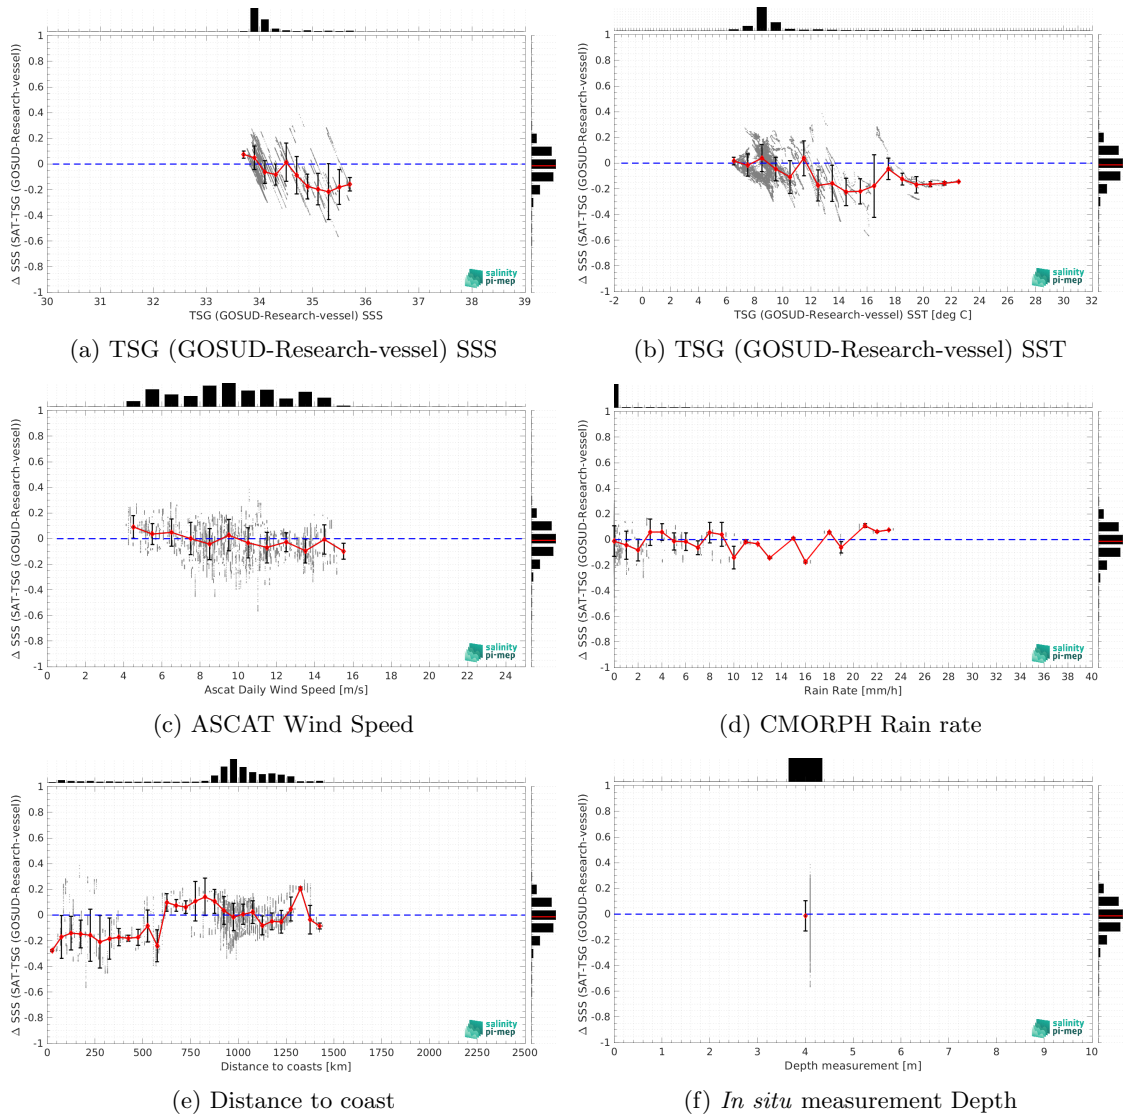 1
0.8
0.6
0.4
0.2
0
-0.2
-0.4
-0.6
-0.8
-1
Δ SSS (SAT-TSG (GOSUD-Research-vessel))
salinity
pi-mep
30 31 32 33 34 35 36 37 38 39
TSG (GOSUD-Research-vessel) SSS
(a) TSG (GOSUD-Research-vessel) SSS
1
0.8
0.6
0.4
0.2
0
-0.2
-0.4
-0.6
-0.8
-1
Δ SSS (SAT-TSG (GOSUD-Research-vessel))
salinity
pi-mep
-2 0 2 4 6 8 10 12 14 16 18 20 22 24 26 28 30 32
TSG (GOSUD-Research-vessel) SST [deg C]
(b) TSG (GOSUD-Research-vessel) SST
1
0.8
0.6
0.4
0.2
0
-0.2
-0.4
-0.6
-0.8
-1
Δ SSS (SAT-TSG (GOSUD-Research-vessel))
salinity
pi-mep
0 2 4 6 8 10 12 14 16 18 20 22 24
Ascat Daily Wind Speed [m/s]
(c) ASCAT Wind Speed
1
0.8
0.6
0.4
0.2
0
-0.2
-0.4
-0.6
-0.8
-1
Δ SSS (SAT-TSG (GOSUD-Research-vessel))
salinity
pi-mep
0 2 4 6 8 10 12 14 16 18 20 22 24 26 28 30 32 34 36 38 40
Rain Rate [mm/h]
(d) CMORPH Rain rate
1
0.8
0.6
0.4
0.2
0
-0.2
-0.4
-0.6
-0.8
-1
Δ SSS (SAT-TSG (GOSUD-Research-vessel))
salinity
pi-mep
0 250 500 750 1000 1250 1500 1750 2000 2250 2500
Distance to coasts [km]
(e) Distance to coast
1
0.8
0.6
0.4
0.2
0
-0.2
-0.4
-0.6
-0.8
-1
Δ SSS (SAT-TSG (GOSUD-Research-vessel))
salinity
pi-mep
0 1 2 3 4 5 6 7 8 9 10
Depth measurement [m]
(f) In situ measurement Depth